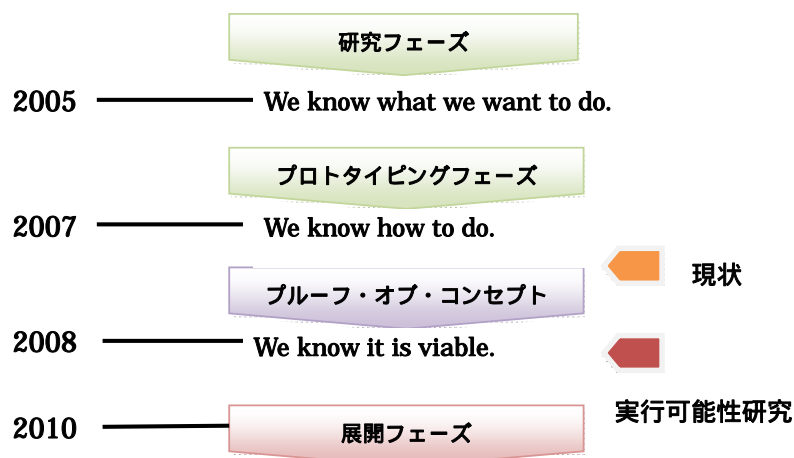 研究フェーズ
2005 We know what we want to do.
プロトタイピングフェーズ
2007 We know how to do.
現状
プルーフ・オブ・コンセプト
2008 We know it is viable.
実行可能性研究
2010 展開フェーズ